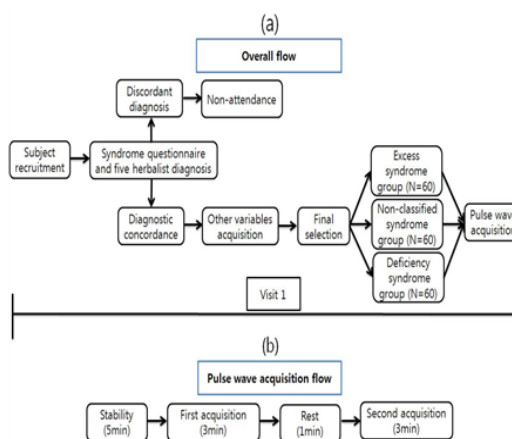 (a)
Overall flow
Discordant
diagnosis
Non-attendance
Subject
recruitment
Syndrome questionnaire
and five herbalist diagnosis
Diagnostic
concordance
Other variables
acquisition
Final
selection
Excess
syndrome
group (N=60)
Non-classified
syndrome
group (N=60)
Deficiency
syndrome
group (N=60)
Pulse wave
acquisition
Visit 1
(b)
Pulse wave acquisition flow
Stability
(5min)
First acquisition
(3min)
Rest
(1min)
Second acquisition
(3min)